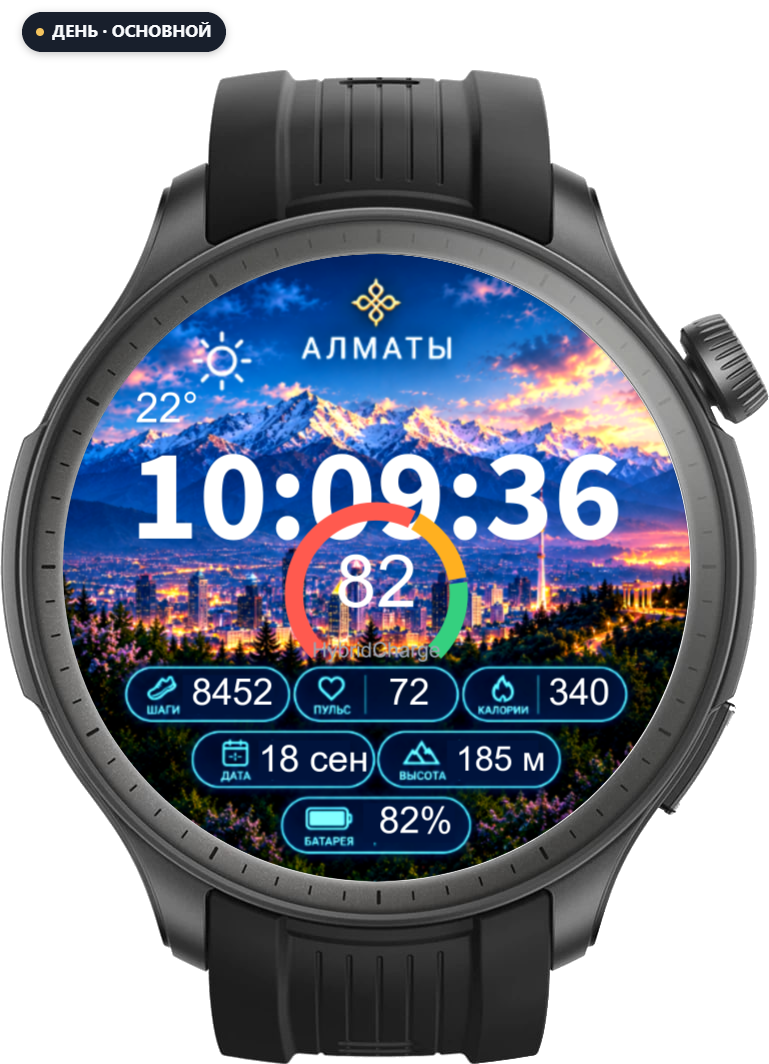 ДЕНЬ · ОСНОВНОЙ
АЛМАТЫ
22°
10:09:36
82
HybridCharge
ШАГИ 8452
ПУЛЬС 72
КАЛОРИИ 340
ДАТА 18 сен
ВЫСОТА 185 м
БАТАРЕЯ 82%